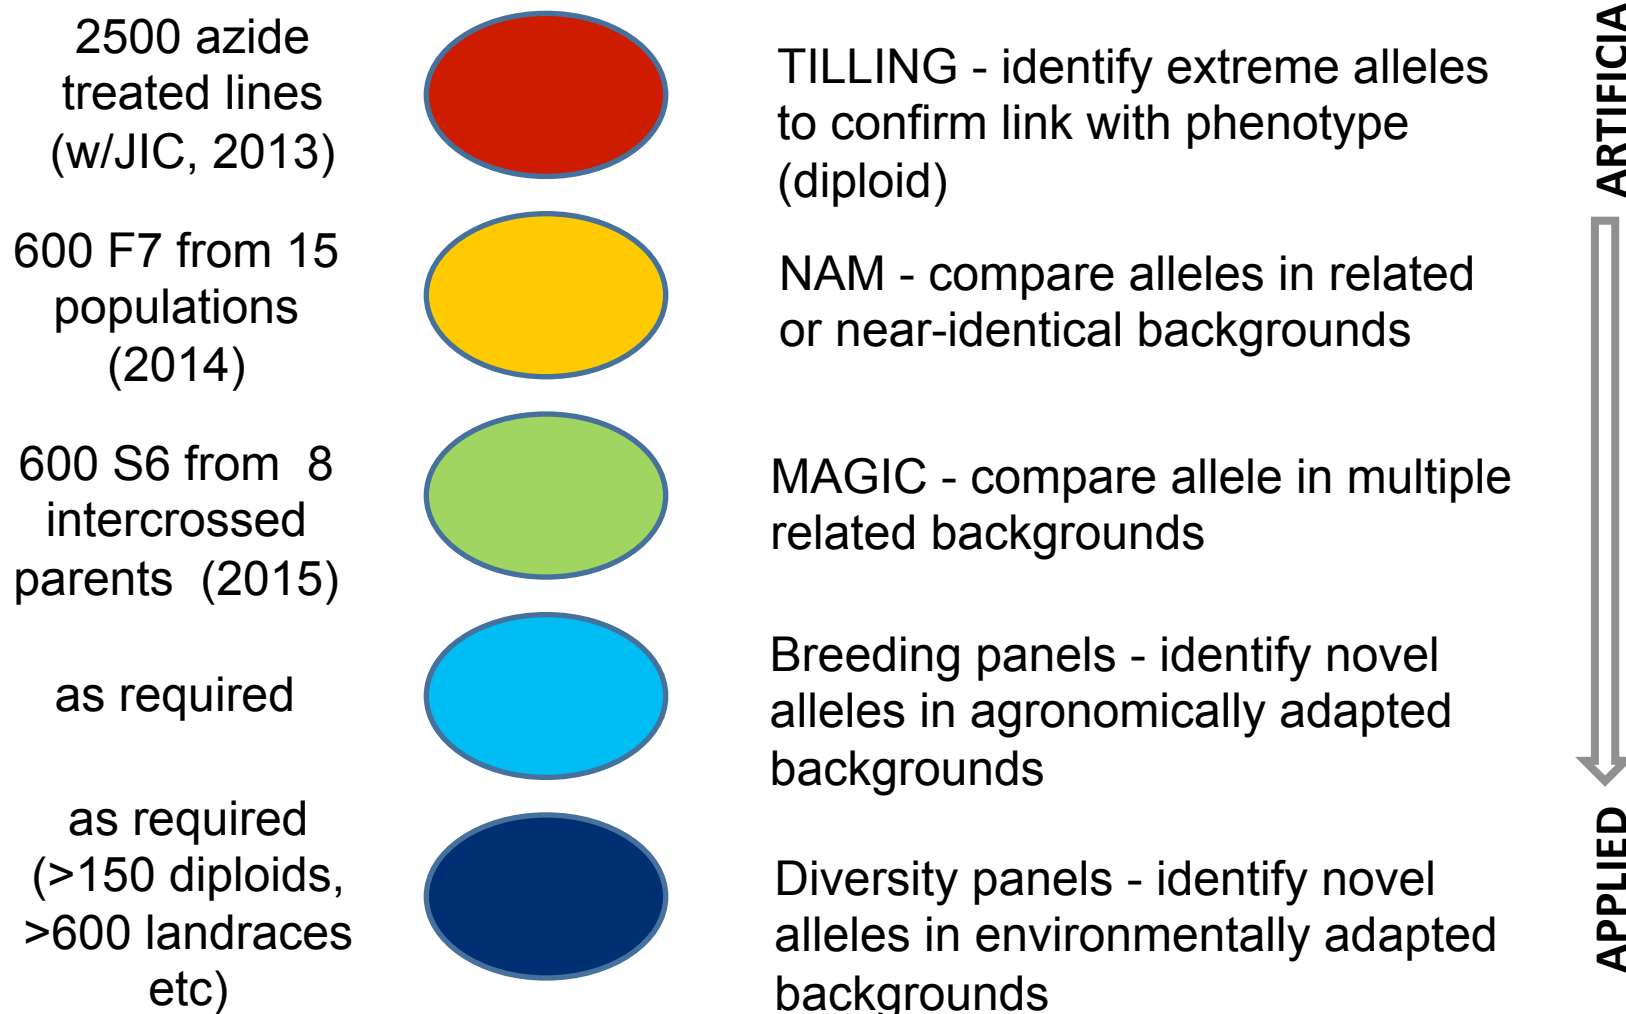 2500 azide
treated lines
(w/JIC, 2013)
TILLING - identify extreme alleles
to confirm link with phenotype
(diploid)
600 F7 from 15
populations
(2014)
NAM - compare alleles in related
or near-identical backgrounds
600 S6 from  8
intercrossed
parents  (2015)
MAGIC - compare allele in multiple
related backgrounds
as required
Breeding panels - identify novel
alleles in agronomically adapted
backgrounds
as required
(>150 diploids,
>600 landraces
etc)
Diversity panels - identify novel
alleles in environmentally adapted
backgrounds
ARTIFICIA
APPLIED